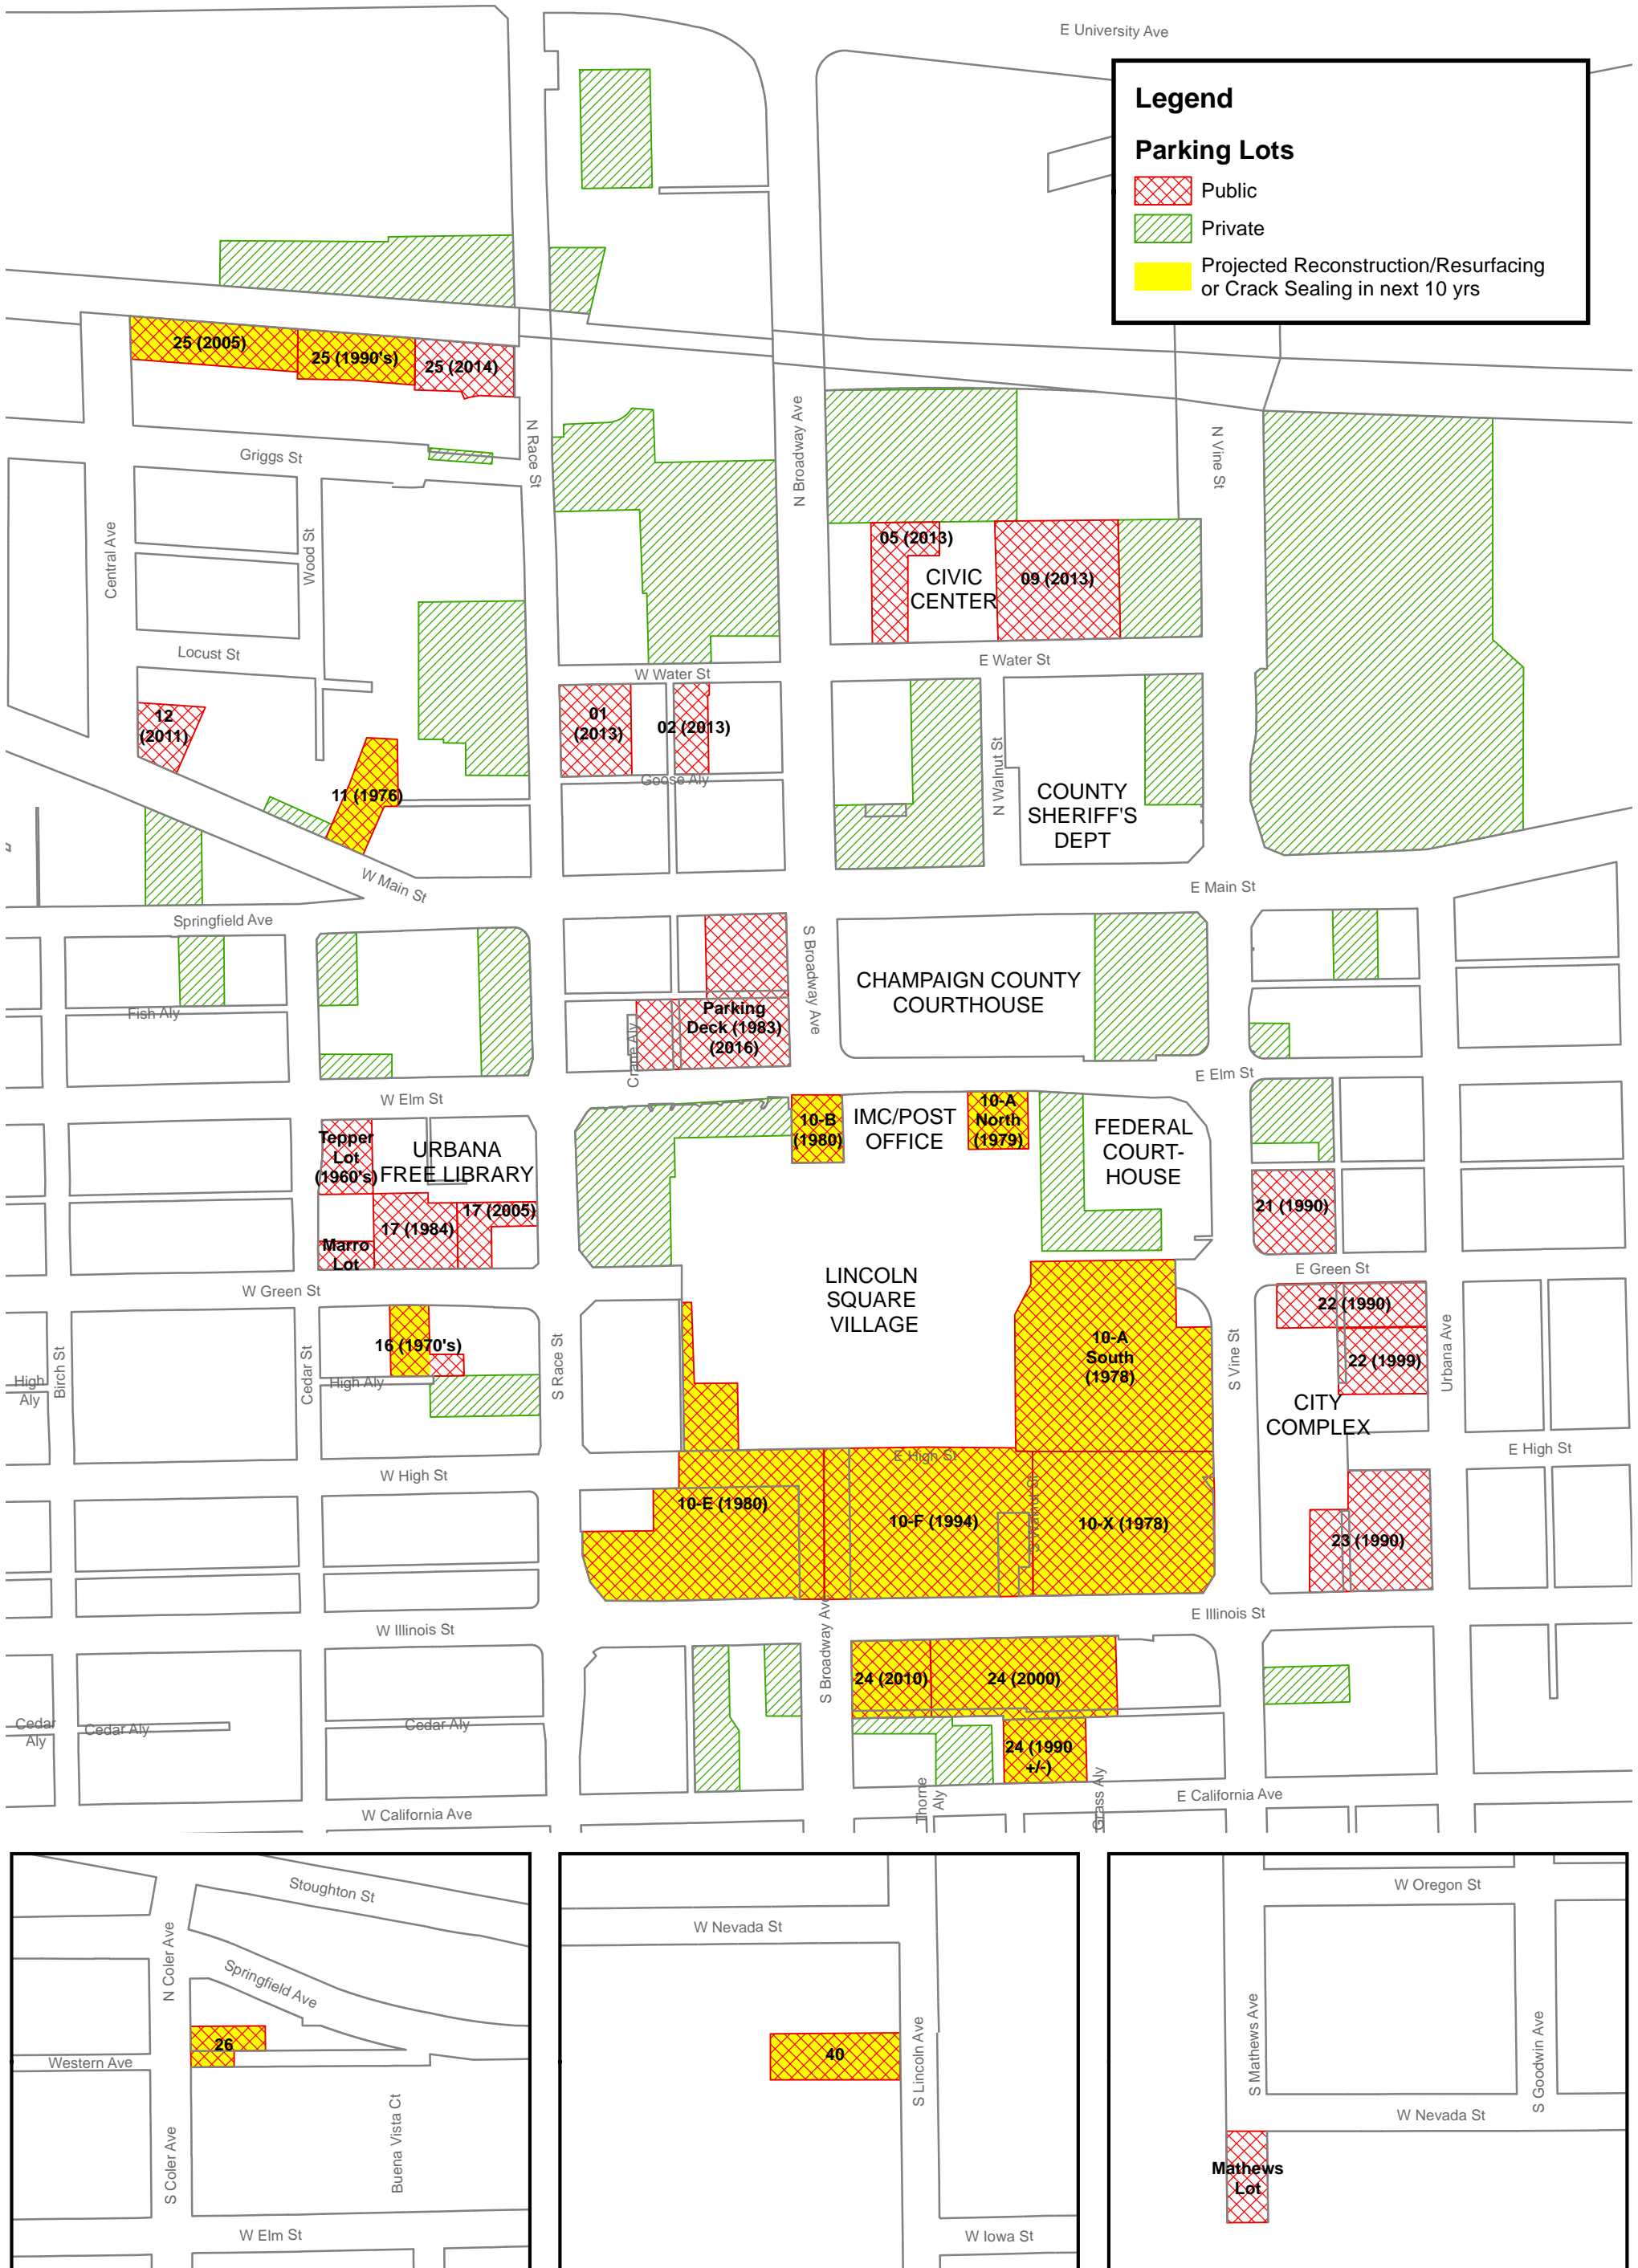 E University Ave
Legend
Parking Lots
Public
Private
Projected Reconstruction/Resurfacing
or Crack Sealing in next 10 yrs
25 (2005)
25 (1990's)
25 (2014)
N Race St
N Broadway Ave
N Vine St
Griggs St
Central Ave
Wood St
05 (2013)
CIVIC
CENTER
09 (2013)
Locust St
W Water St
E Water St
12
(2011)
01
(2013)
02 (2013)
11 (1976)
Goose Aly
N Walnut St
COUNTY
SHERIFF'S
DEPT
W Main St
E Main St
Springfield Ave
S Broadway Ave
CHAMPAIGN COUNTY
COURTHOUSE
Fish Aly
Crane Aly
Parking
Deck (1983)
(2016)
E Elm St
W Elm St
10-B
(1980)
IMC/POST
OFFICE
10-A
North
(1979)
FEDERAL
COURT-
HOUSE
Tepper
Lot
(1960's)
URBANA
FREE LIBRARY
17 (1984)
17 (2005)
Marro
Lot
21 (1990)
W Green St
E Green St
LINCOLN
SQUARE
VILLAGE
22 (1990)
16 (1970's)
10-A
South
(1978)
22 (1999)
High
Aly
Birch St
Cedar St
High Aly
S Race St
S Vine St
Urbana Ave
CITY
COMPLEX
W High St
E High St
E High St
10-E (1980)
10-F (1994)
S Walnut St
10-X (1978)
23 (1990)
W Illinois St
E Illinois St
S Broadway Ave
24 (2010)
24 (2000)
Cedar
Aly
Cedar Aly
Cedar Aly
24 (1990
+/-)
Thorne
Aly
Grass Aly
W California Ave
E California Ave
Stoughton St
N Coler Ave
Springfield Ave
26
Western Ave
Buena Vista Ct
S Coler Ave
W Elm St
W Nevada St
40
S Lincoln Ave
W Iowa St
W Oregon St
S Mathews Ave
S Goodwin Ave
W Nevada St
Mathews
Lot